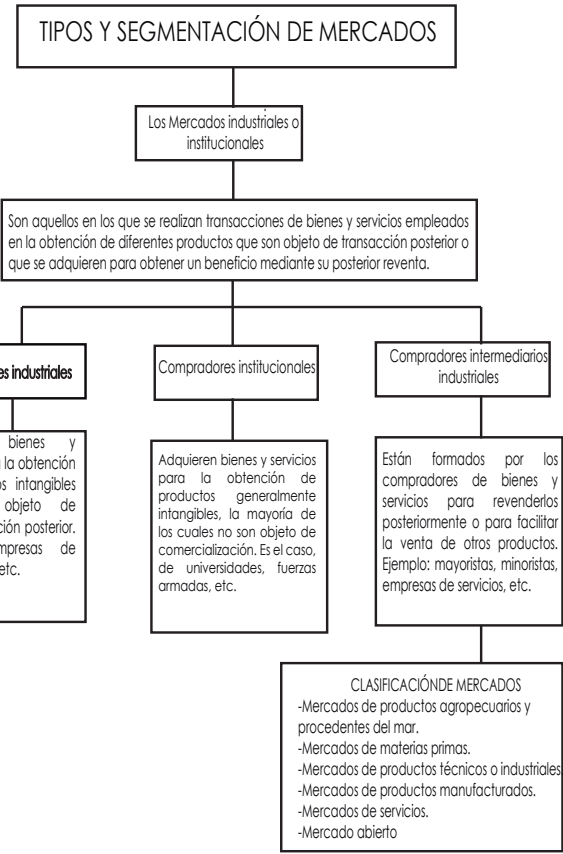 TIPOS Y SEGMENTACIÓN DE MERCADOS
Los Mercados industriales o
institucionales
Son aquellos en los que se realizan transacciones de bienes y servicios empleados
en la obtención de diferentes productos que son objeto de transacción posterior o
que se adquieren para obtener un beneficio mediante su posterior reventa.
industriales
bienes y
la obtención
intangibles
objeto de
posterior.
de
etc.
Compradores institucionales
Adquieren bienes y servicios
para la obtención de
productos generalmente
intangibles, la mayoría de
los cuales no son objeto de
comercialización. Es el caso,
de universidades, fuerzas
armadas, etc.
Compradores intermediarios
industriales
Están formados por los
compradores de bienes y
servicios para revenderlos
posteriormente o para facilitar
la venta de otros productos.
Ejemplo: mayoristas, minoristas,
empresas de servicios, etc.
CLASIFICACIÓNDE MERCADOS
-Mercados de productos agropecuarios y
procedentes del mar.
-Mercados de materias primas.
-Mercados de productos técnicos o industriales
-Mercados de productos manufacturados.
-Mercados de servicios.
-Mercado abierto